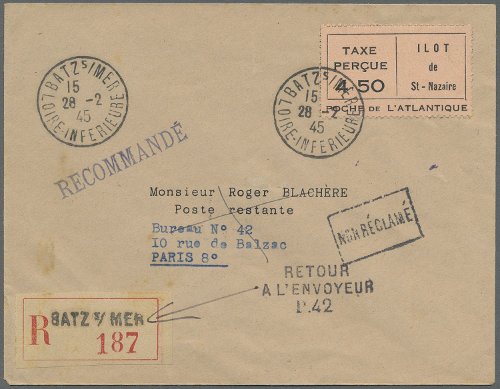 BATZ s/MER
15
28 -2
45
LOIRE-INFERIEURE
BATZ s/MER
15
28 -2
45
LOIRE-INFERIEURE
TAXE
PERÇUE
4,50
ILOT
de
St - Nazaire
POCHE DE L'ATLANTIQUE
RECOMMANDÉ
Monsieur Roger BLACHÈRE
Poste restante
Bureau N° 42
10 rue de Balzac
PARIS 8°
NON RÉCLAMÉ
RETOUR
A L'ENVOYEUR
P.42
R BATZ s/ MER
187